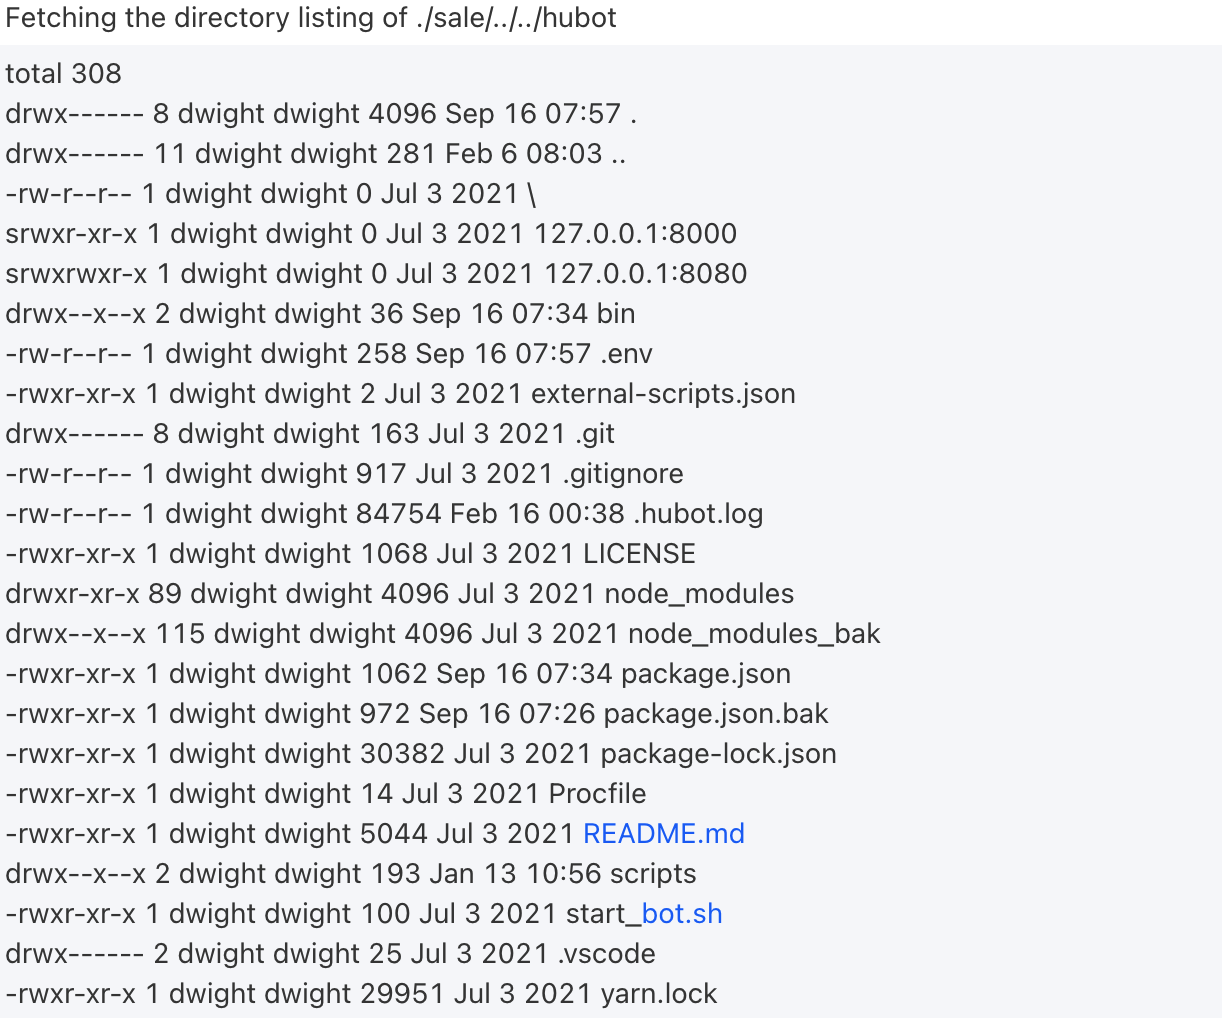 Fetching the directory listing of ./sale/../../hubot
total 308
drwx------ 8 dwight dwight 4096 Sep 16 07:57 .
drwx------ 11 dwight dwight 281 Feb 6 08:03 ..
-rw-r--r-- 1 dwight dwight 0 Jul 3 2021 \
srwxr-xr-x 1 dwight dwight 0 Jul 3 2021 127.0.0.1:8000
srwxrwxr-x 1 dwight dwight 0 Jul 3 2021 127.0.0.1:8080
drwx--x--x 2 dwight dwight 36 Sep 16 07:34 bin
-rw-r--r-- 1 dwight dwight 258 Sep 16 07:57 .env
-rwxr-xr-x 1 dwight dwight 2 Jul 3 2021 external-scripts.json
drwx------ 8 dwight dwight 163 Jul 3 2021 .git
-rw-r--r-- 1 dwight dwight 917 Jul 3 2021 .gitignore
-rw-r--r-- 1 dwight dwight 84754 Feb 16 00:38 .hubot.log
-rwxr-xr-x 1 dwight dwight 1068 Jul 3 2021 LICENSE
drwxr-xr-x 89 dwight dwight 4096 Jul 3 2021 node_modules
drwx--x--x 115 dwight dwight 4096 Jul 3 2021 node_modules_bak
-rwxr-xr-x 1 dwight dwight 1062 Sep 16 07:34 package.json
-rwxr-xr-x 1 dwight dwight 972 Sep 16 07:26 package.json.bak
-rwxr-xr-x 1 dwight dwight 30382 Jul 3 2021 package-lock.json
-rwxr-xr-x 1 dwight dwight 14 Jul 3 2021 Procfile
-rwxr-xr-x 1 dwight dwight 5044 Jul 3 2021 README.md
drwx--x--x 2 dwight dwight 193 Jan 13 10:56 scripts
-rwxr-xr-x 1 dwight dwight 100 Jul 3 2021 start_bot.sh
drwx------ 2 dwight dwight 25 Jul 3 2021 .vscode
-rwxr-xr-x 1 dwight dwight 29951 Jul 3 2021 yarn.lock